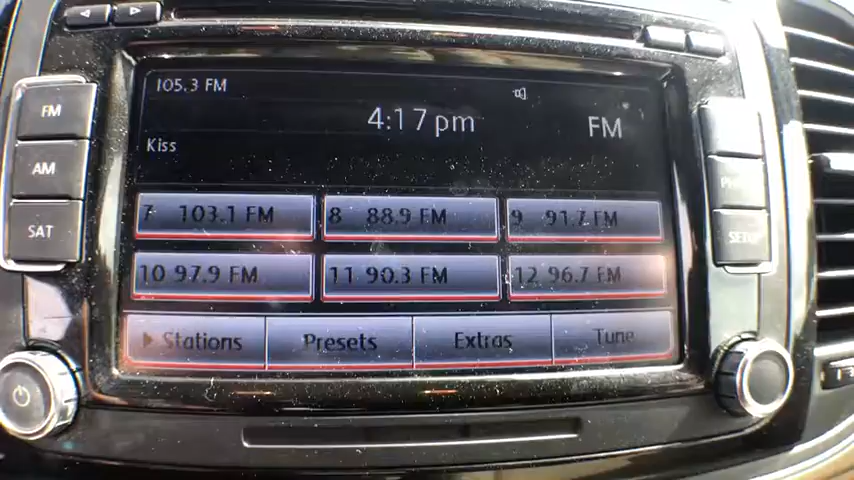 105.3 FM
4:17 pm
FM
FM
Kiss
AM
SAT
SETUP
7 103.1 FM
8 88.9 FM
9 91.7 FM
10 97.9 FM
11 90.3 FM
12 96.7 FM
Stations
Presets
Extras
Tune